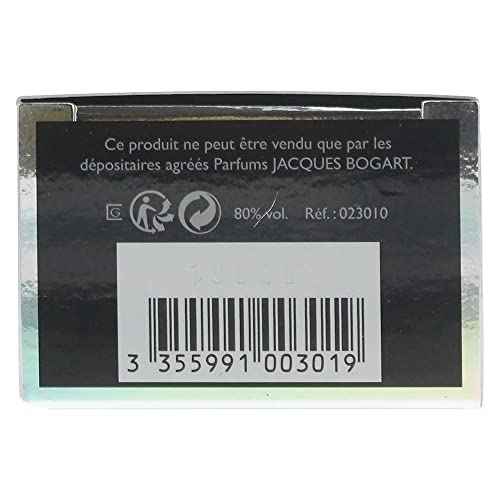 Ce produit ne peut être vendu que par les
dépositaires agréés Parfums JACQUES BOGART.
G 80% vol. Réf. : 023010
3 355991 003019